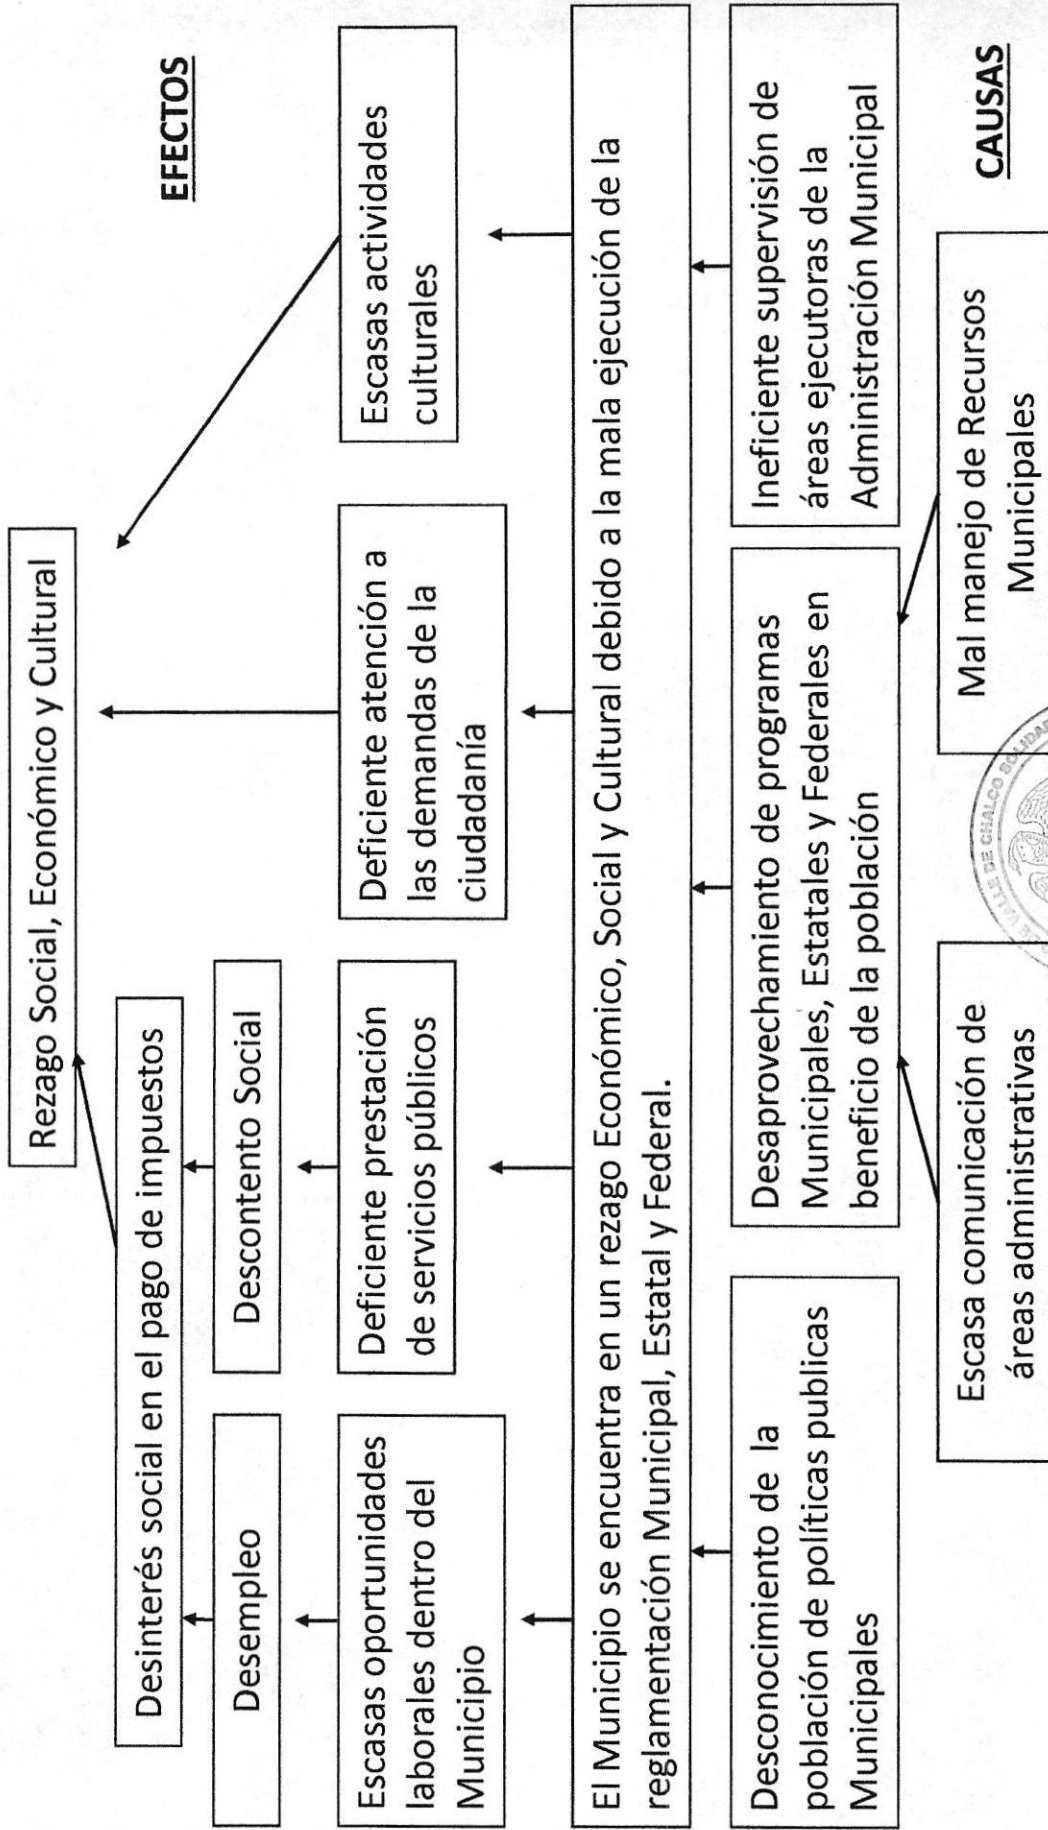 Rezago Social, Económico y Cultural
EFECTOS
Desinterés social en el pago de impuestos
Desempleo
Descontento Social
Escasas oportunidades
laborales dentro del
Municipio
Deficiente prestación
de servicios públicos
Deficiente atención a
las demandas de la
ciudadanía
Escasas actividades
culturales
El Municipio se encuentra en un rezago Económico, Social y Cultural debido a la mala ejecución de la
reglamentación Municipal, Estatal y Federal.
Desconocimiento de la
población de políticas publicas
Municipales
Desaprovechamiento de programas
Municipales, Estatales y Federales en
beneficio de la población
Ineficiente supervisión de
áreas ejecutoras de la
Administración Municipal
Escasa comunicación de
áreas administrativas
Mal manejo de Recursos
Municipales
CAUSAS
DE VALLE DE CHALCO